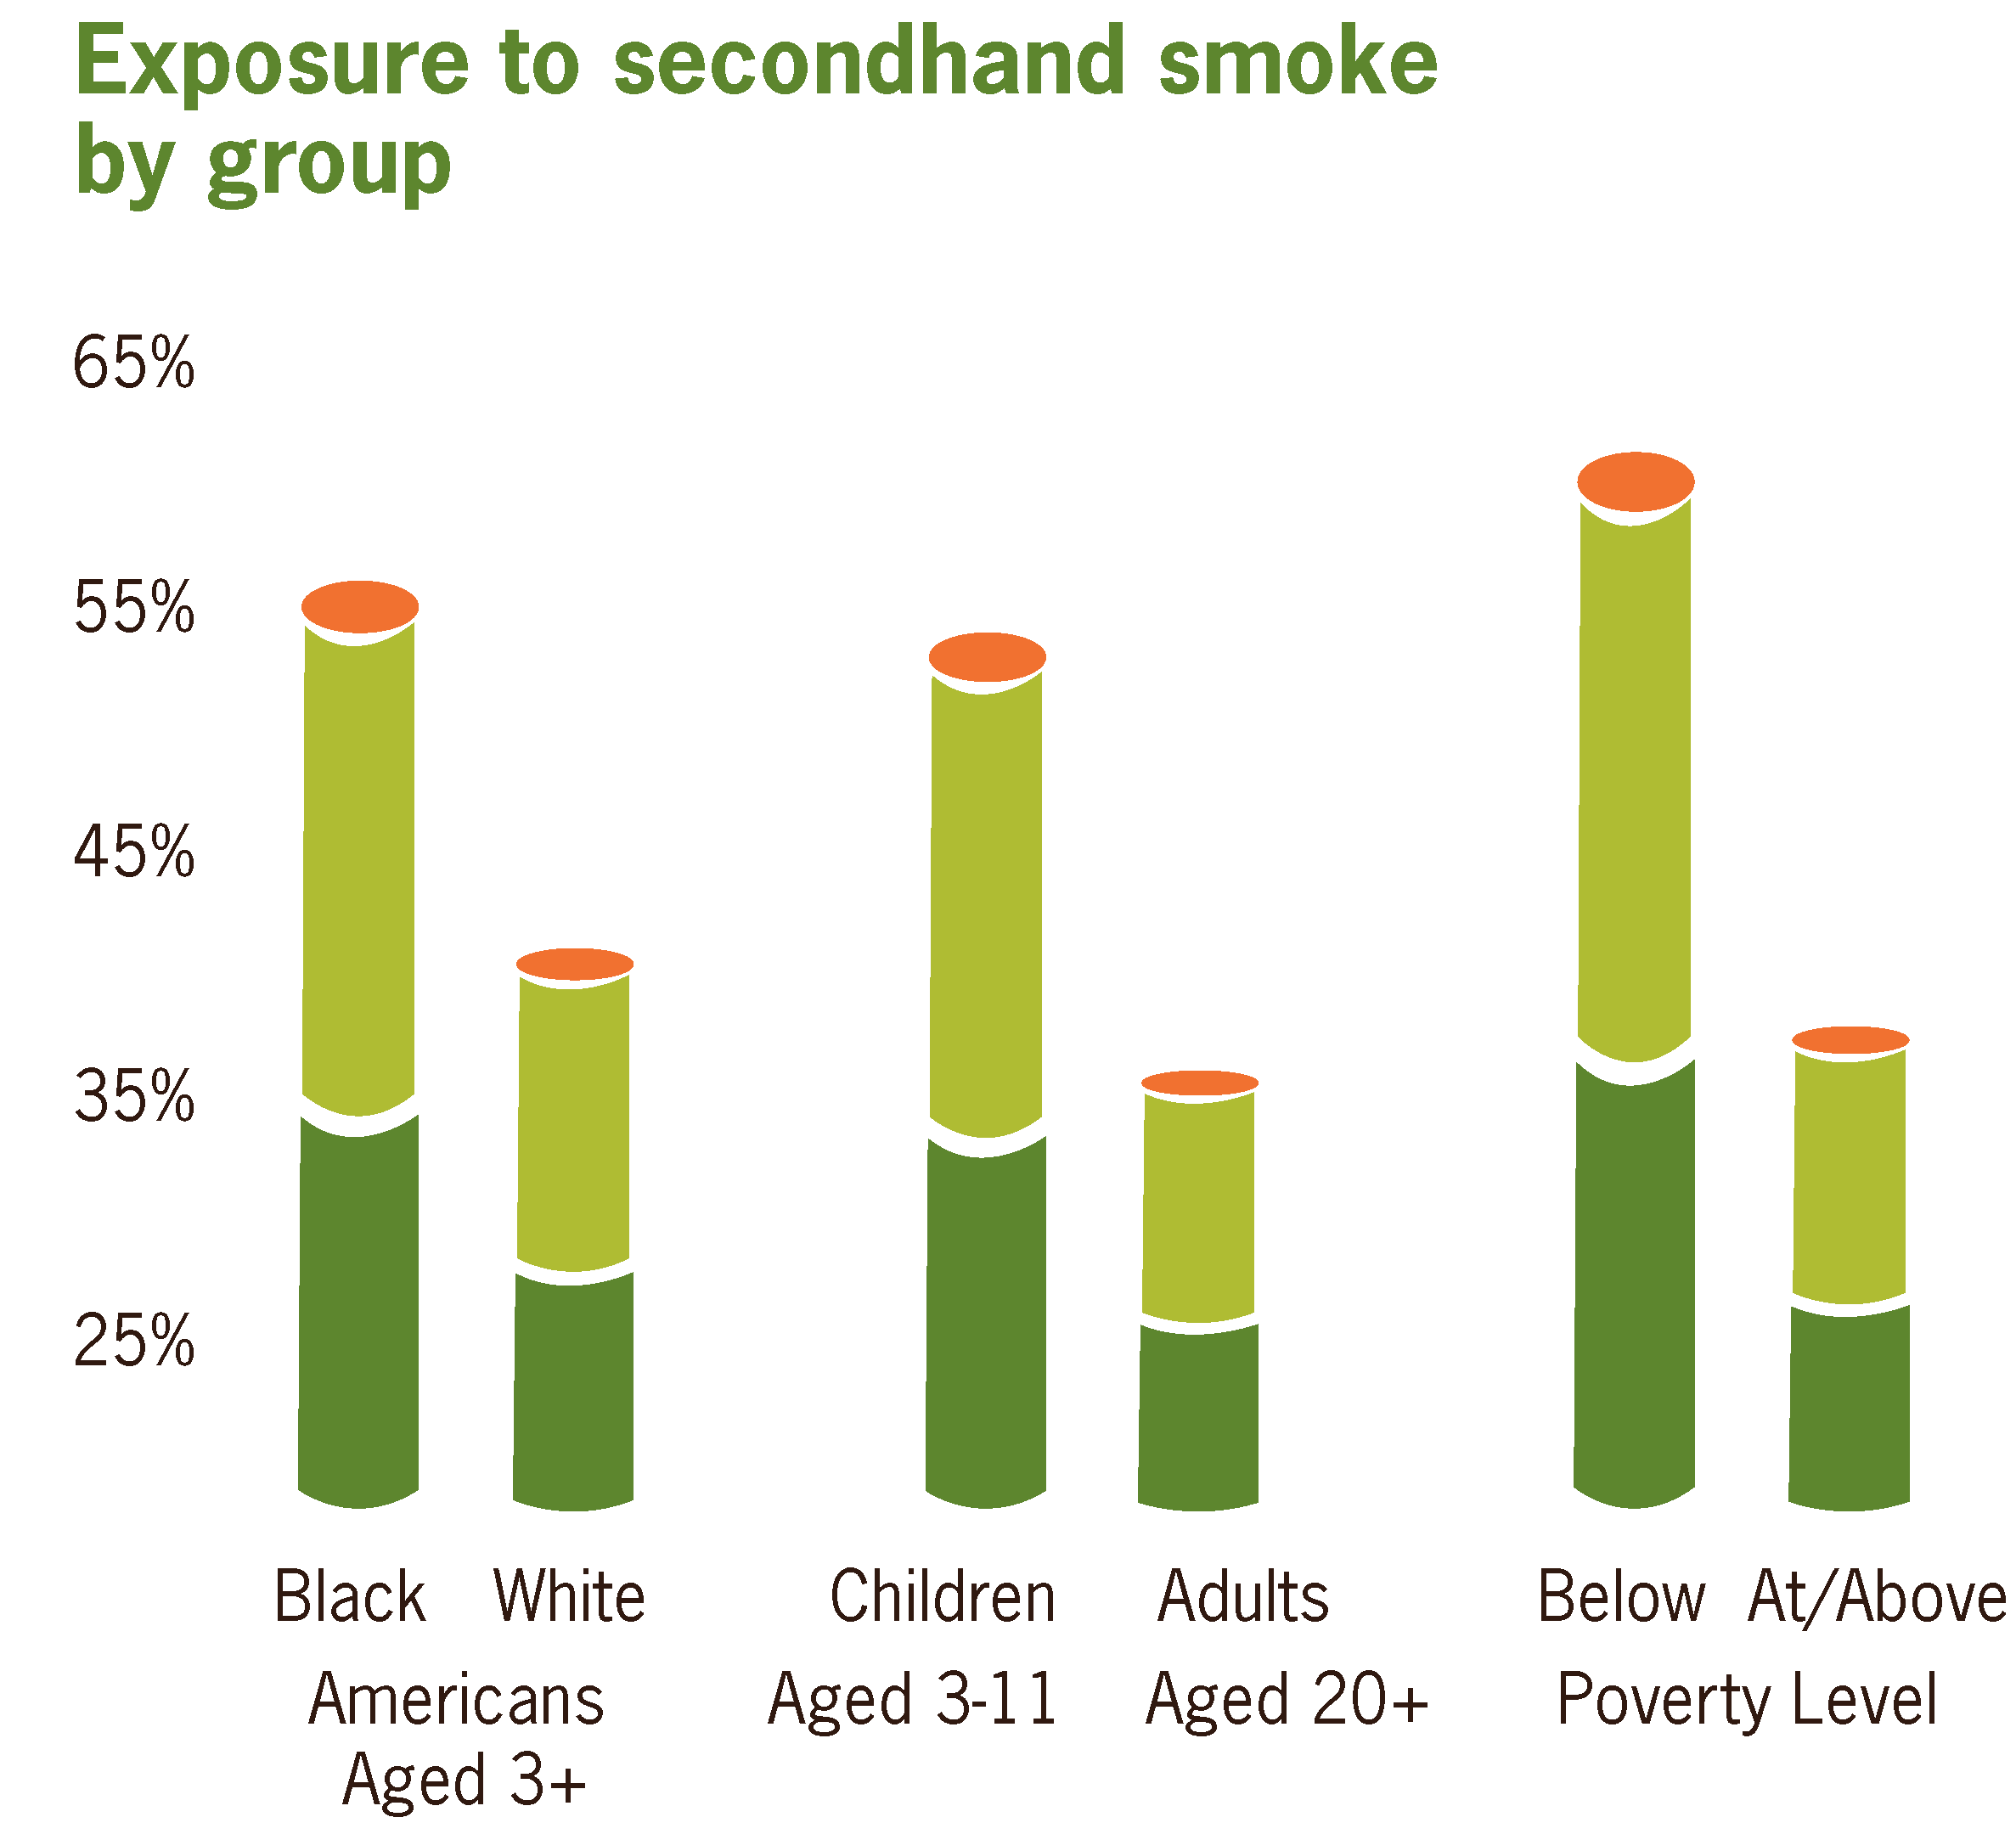 Exposure to secondhand smoke
by group
65%
55%
45%
35%
25%
Black White Children Adults Below At/Above
Americans Aged 3-11 Aged 20+ Poverty Level
Aged 3+